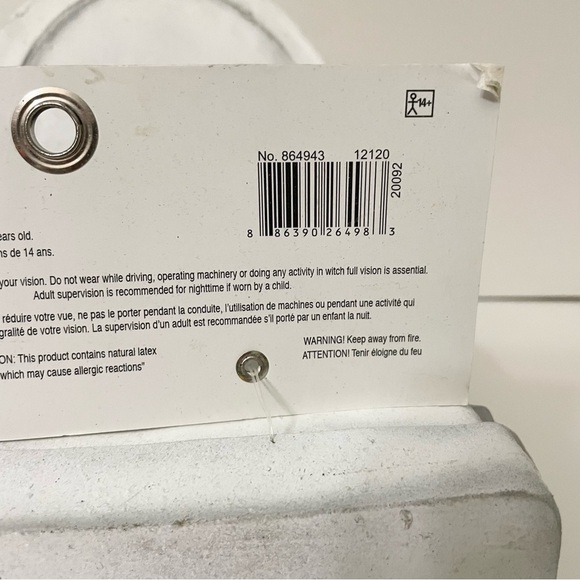 14+
No. 864943 12120
20092
8 86390 26498 3
ears old.
ns de 14 ans.
your vision. Do not wear while driving, operating machinery or doing any activity in witch full vision is assential.
Adult supervision is recommended for nighttime if worn by a child.
réduire votre vue, ne pas le porter pendant la conduite, l'utilisation de machines ou pendant une activité qui
gralité de votre vision. La supervision d'un adult est recommandée s'il porté par un enfant la nuit.
ON: This product contains natural latex
which may cause allergic reactions"
WARNING! Keep away from fire.
ATTENTION! Tenir éloigne du feu